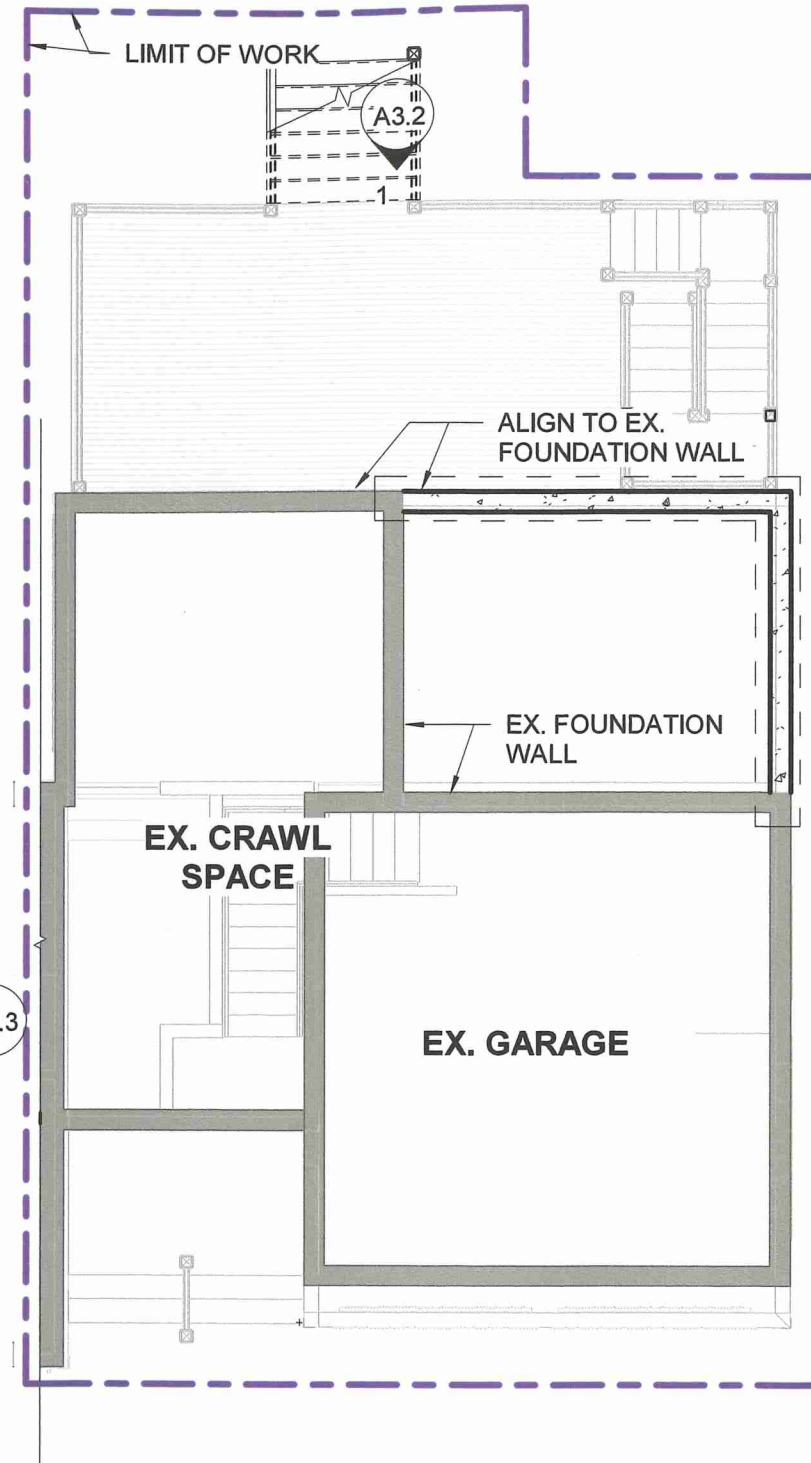 LIMIT OF WORK
A3.2
1
ALIGN TO EX.
FOUNDATION WALL
EX. FOUNDATION
WALL
EX. CRAWL
SPACE
.3
EX. GARAGE